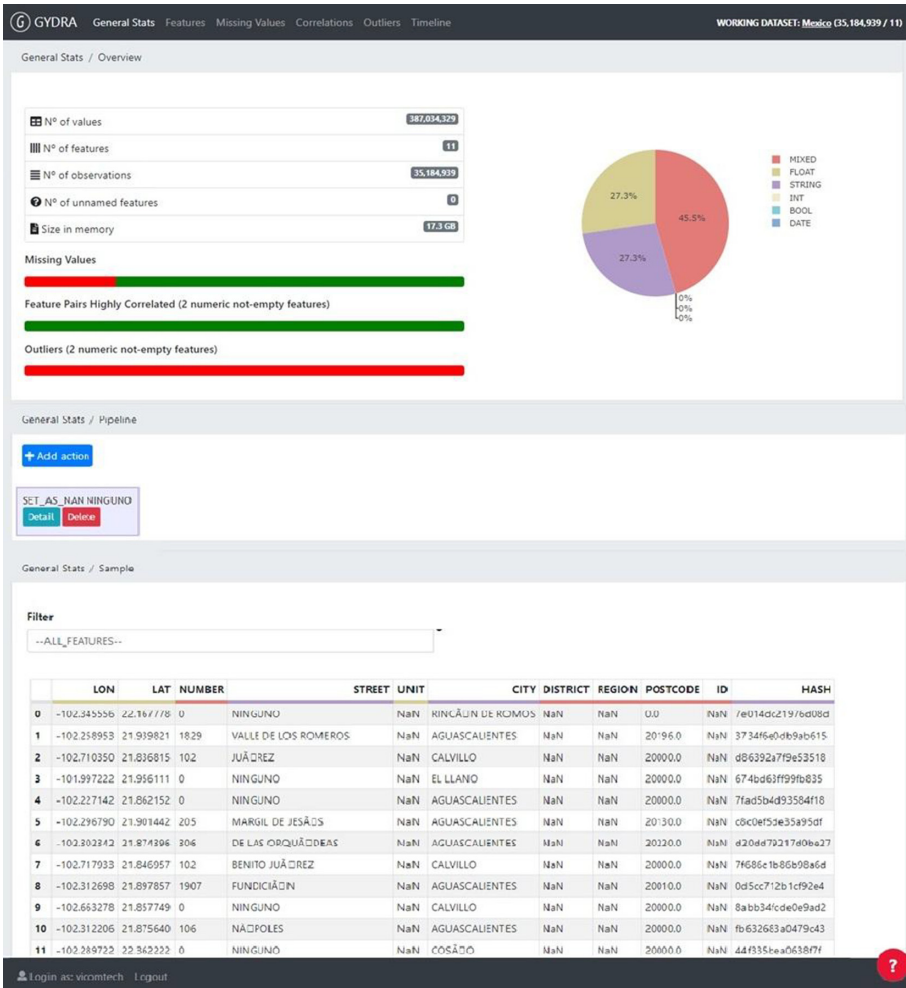 GYDRA General Stats Features Missing Values Correlations Outliers Timeline WORKING DATASET: Mexico (35,184,939 / 11)
General Stats / Overview
Nº of values 387,034,329
Nº of features 11
Nº of observations 35,184,939
Nº of unnamed features 0
Size in memory 17.3 GB
Missing Values
Feature Pairs Highly Correlated (2 numeric not-empty features)
Outliers (2 numeric not-empty features)
27.3%
45.5%
27.3%
0%
0%
0%
MIXED
FLOAT
STRING
INT
BOOL
DATE
General Stats / Pipeline
+ Add action
SET_AS_NAN NINGUNO
Detail Delete
General Stats / Sample
Filter
--ALL_FEATURES--
LON LAT NUMBER STREET UNIT CITY DISTRICT REGION POSTCODE ID HASH
0 -102.345556 22.167778 0 NINGUNO NaN RINCÃ□N DE ROMOS NaN NaN 0.0 NaN 7e014dc21976d08d
1 -102.258953 21.939821 1829 VALLE DE LOS ROMEROS NaN AGUASCALIENTES NaN NaN 20196.0 NaN 3734f6e0db9ab615
2 -102.710350 21.836815 102 JUÃ□REZ NaN CALVILLO NaN NaN 20000.0 NaN d86392a7f9e53518
3 -101.997222 21.956111 0 NINGUNO NaN EL LLANO NaN NaN 20000.0 NaN 674bd63ff99fb835
4 -102.227142 21.862152 0 NINGUNO NaN AGUASCALIENTES NaN NaN 20000.0 NaN 7fad5b4d93584f18
5 -102.296790 21.901442 205 MARGIL DE JESÃ□S NaN AGUASCALIENTES NaN NaN 20130.0 NaN c8c0ef5de35a95df
6 -102.302342 21.874396 306 DE LAS ORQUÃ□DEAS NaN AGUASCALIENTES NaN NaN 20220.0 NaN d20dd79217d0ba27
7 -102.717933 21.846957 102 BENITO JUÃ□REZ NaN CALVILLO NaN NaN 20000.0 NaN 7f686c1b86b98a6d
8 -102.312698 21.897857 1907 FUNDICIÃ□N NaN AGUASCALIENTES NaN NaN 20010.0 NaN 0d5cc712b1cf92e4
9 -102.663278 21.857749 0 NINGUNO NaN CALVILLO NaN NaN 20000.0 NaN 8abb34fcde0e9ad2
10 -102.312206 21.875640 106 NÃ□POLES NaN AGUASCALIENTES NaN NaN 20000.0 NaN fb632683a0479c43
11 -102.289722 22.362222 0 NINGUNO NaN COSÃ□O NaN NaN 20000.0 NaN 44f335bea0638f7f
Login as: vicomtech Logout
?